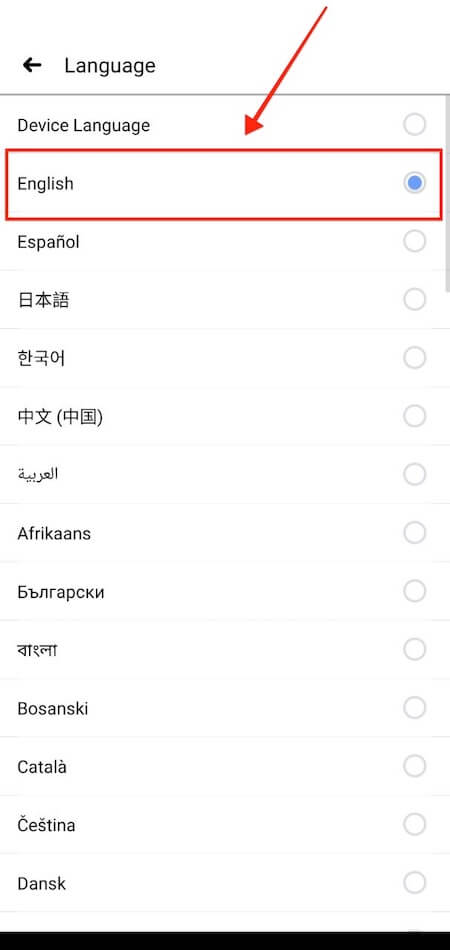 Language
Device Language
English
Español
日本語
한국어
中文 (中国)
العربية
Afrikaans
Български
বাংলা
Bosanski
Català
Čeština
Dansk